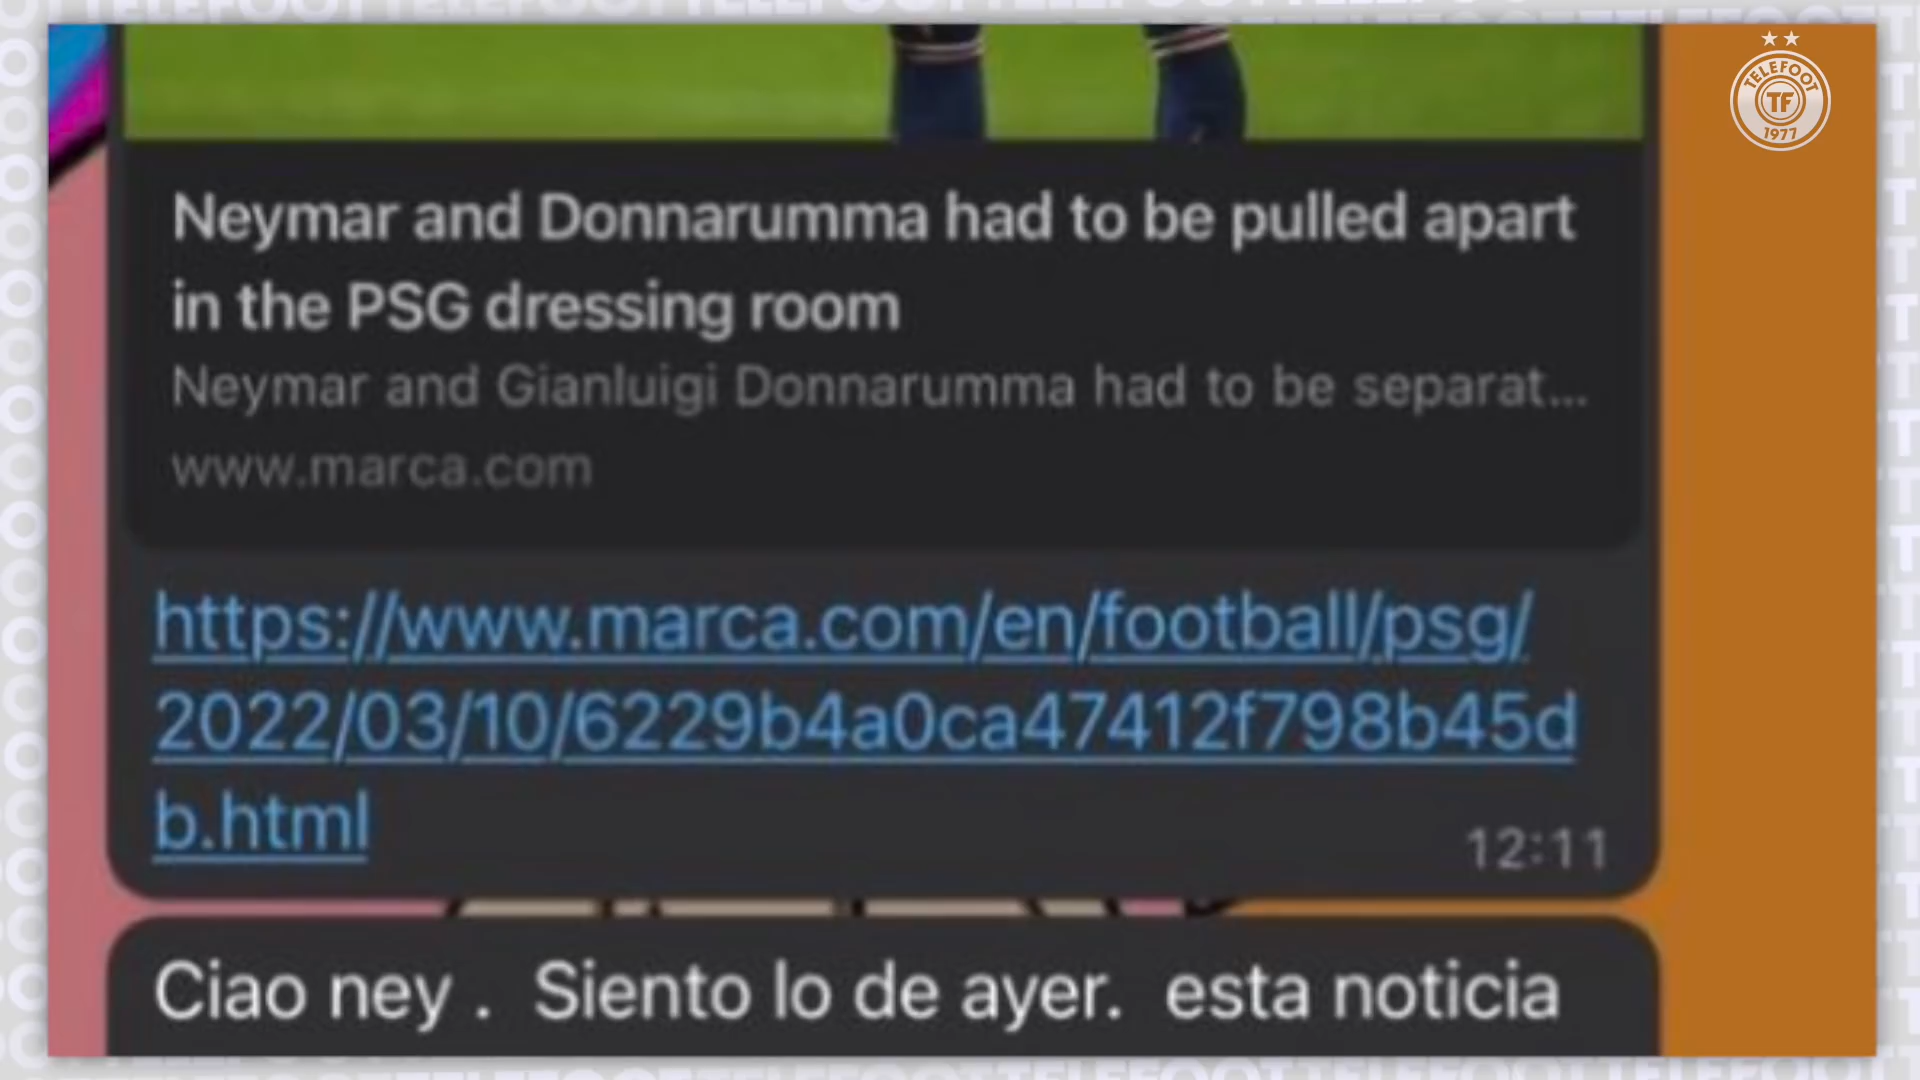 TELEFOOT
TF
1977
Neymar and Donnarumma had to be pulled apart
in the PSG dressing room
Neymar and Gianluigi Donnarumma had to be separat...
www.marca.com
https://www.marca.com/en/football/psg/
2022/03/10/6229b4a0ca47412f798b45d
b.html
12:11
Ciao ney . Siento lo de ayer. esta noticia